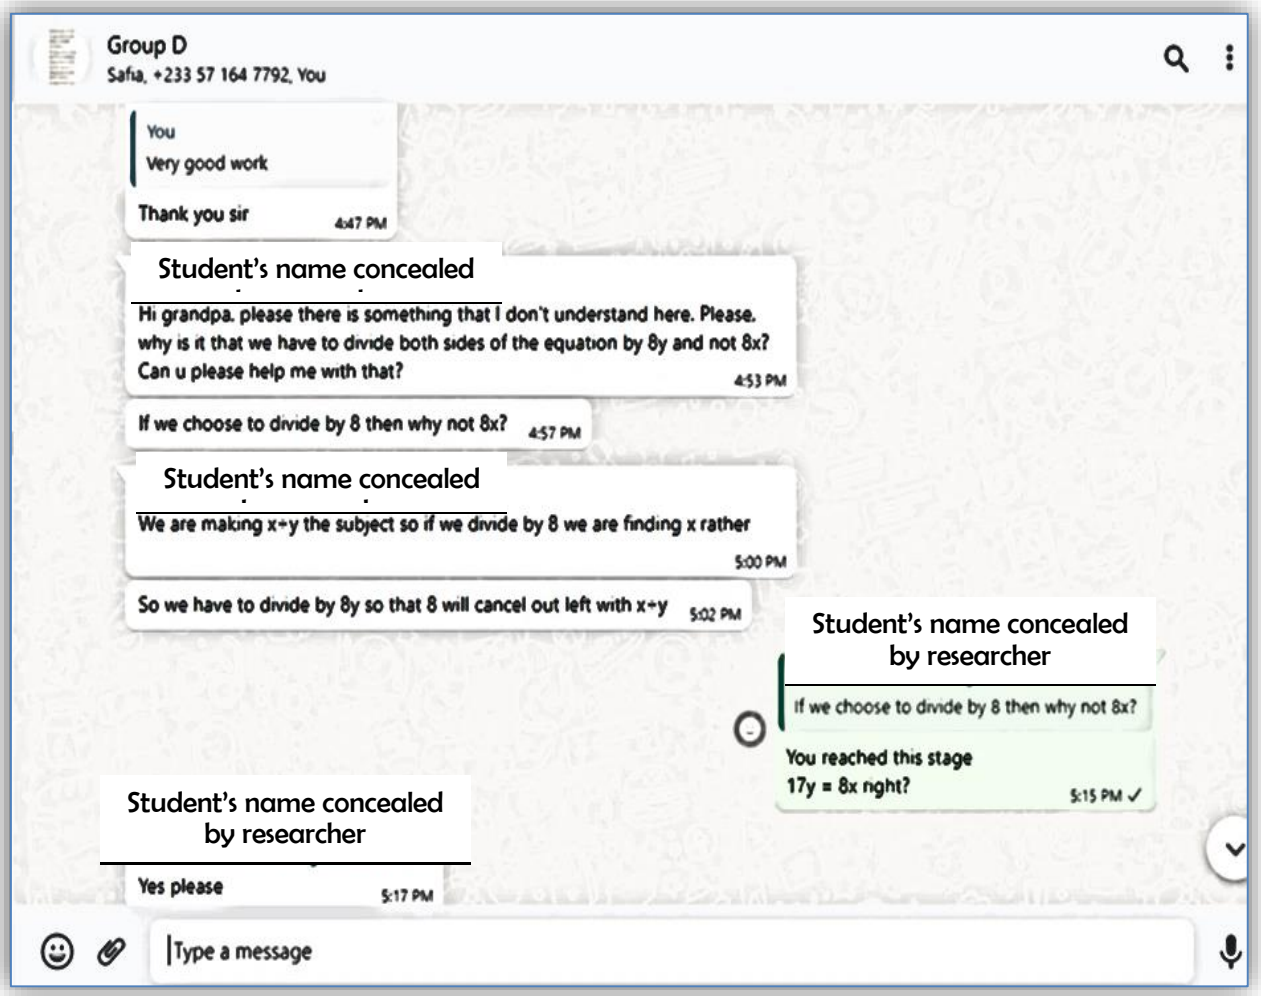 Group D
Safia, +233 57 164 7792, You
You
Very good work
Thank you sir
4:47 PM
Student's name concealed
Hi grandpa. please there is something that I don't understand here. Please.
why is it that we have to divide both sides of the equation by 8y and not 8x?
Can u please help me with that?
4:53 PM
If we choose to divide by 8 then why not 8x? 4:57 PM
Student's name concealed
We are making x÷y the subject so if we divide by 8 we are finding x rather
5:00 PM
So we have to divide by 8y so that 8 will cancel out left with x÷y 5:02 PM
Student's name concealed
by researcher
If we choose to divide by 8 then why not 8x?
You reached this stage
17y = 8x right?
5:15 PM
Student's name concealed
by researcher
Yes please
5:17 PM
Type a message